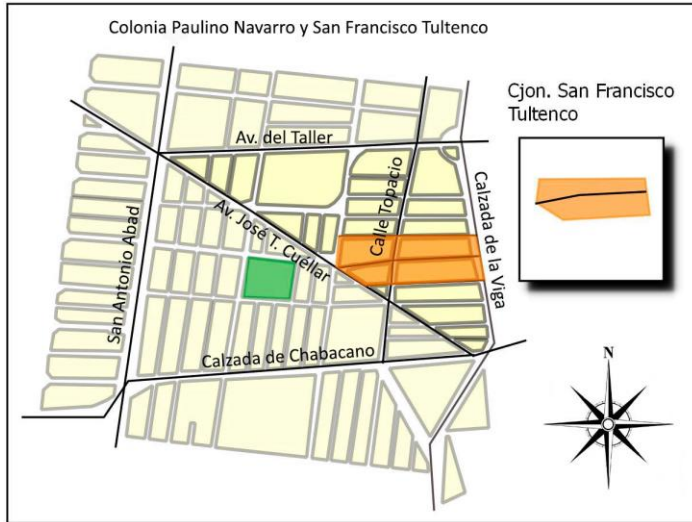 Colonia Paulino Navarro y San Francisco Tultenco
Cjon. San Francisco
Tultenco
Av. del Taller
Calle Topacio
Calzada de la Viga
Av. José T. Cuéllar
San Antonio Abad
Calzada de Chabacano
N